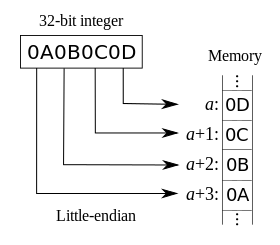 32-bit integer
0A0B0C0D
Memory
⋮
a: 0D
a+1: 0C
a+2: 0B
a+3: 0A
⋮
Little-endian